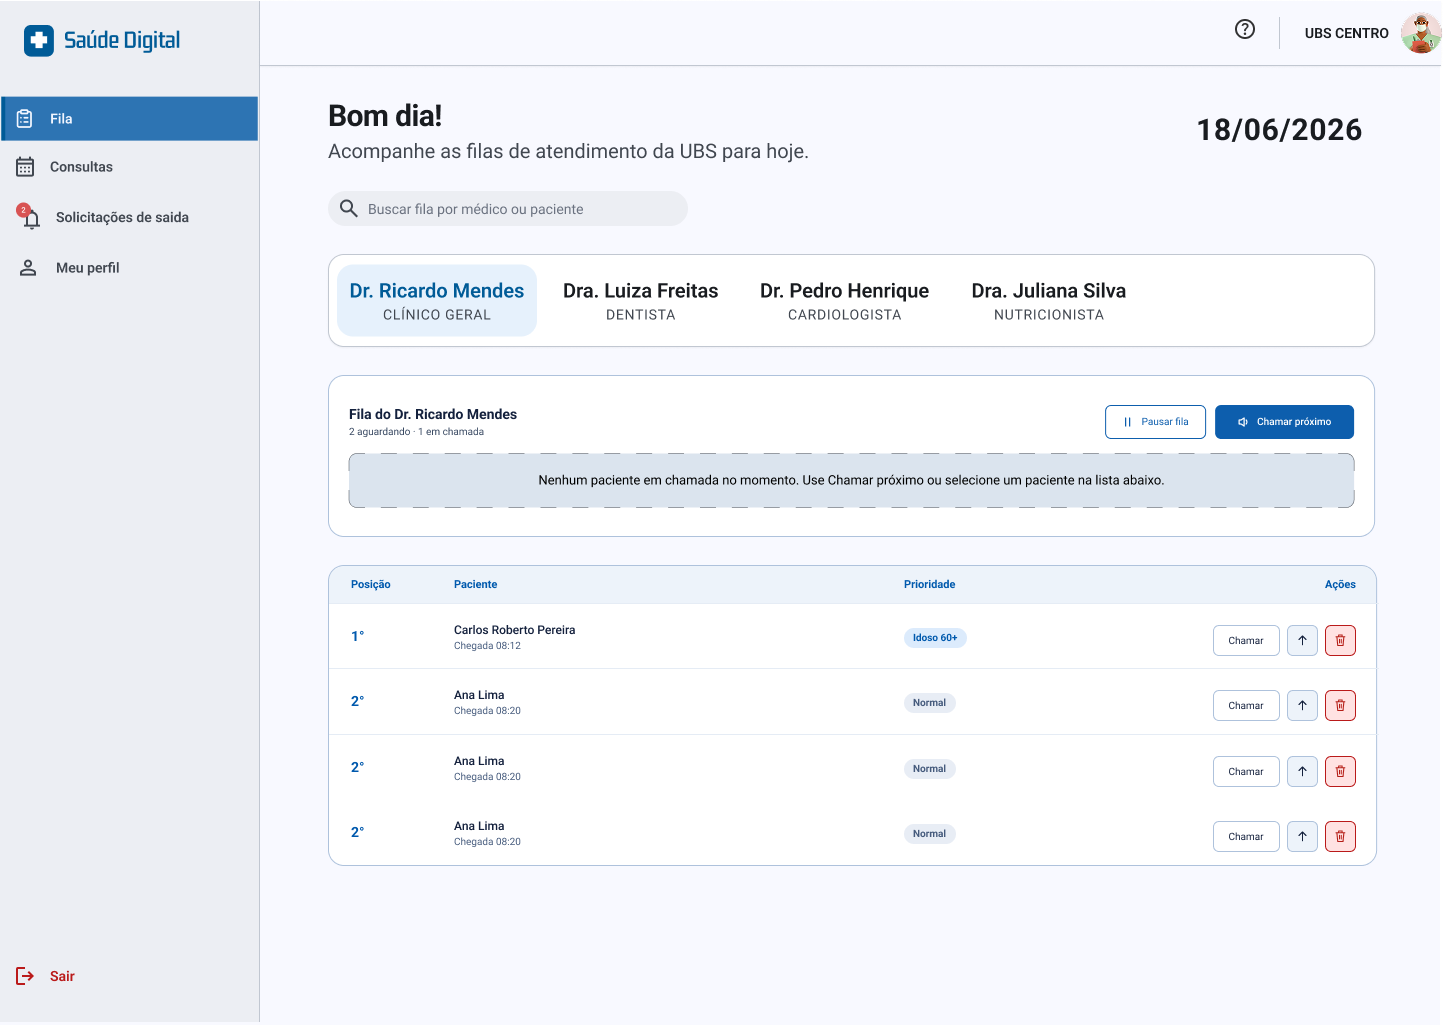 Saúde Digital
UBS CENTRO
Fila
Consultas
2
Solicitações de saida
Meu perfil
Sair
Bom dia!
Acompanhe as filas de atendimento da UBS para hoje.
18/06/2026
Buscar fila por médico ou paciente
Dr. Ricardo Mendes
CLÍNICO GERAL
Dra. Luiza Freitas
DENTISTA
Dr. Pedro Henrique
CARDIOLOGISTA
Dra. Juliana Silva
NUTRICIONISTA
Fila do Dr. Ricardo Mendes
2 aguardando · 1 em chamada
Pausar fila
Chamar próximo
Nenhum paciente em chamada no momento. Use Chamar próximo ou selecione um paciente na lista abaixo.
Posição Paciente Prioridade Ações
1° Carlos Roberto Pereira Idoso 60+ Chamar
Chegada 08:12
2° Ana Lima Normal Chamar
Chegada 08:20
2° Ana Lima Normal Chamar
Chegada 08:20
2° Ana Lima Normal Chamar
Chegada 08:20